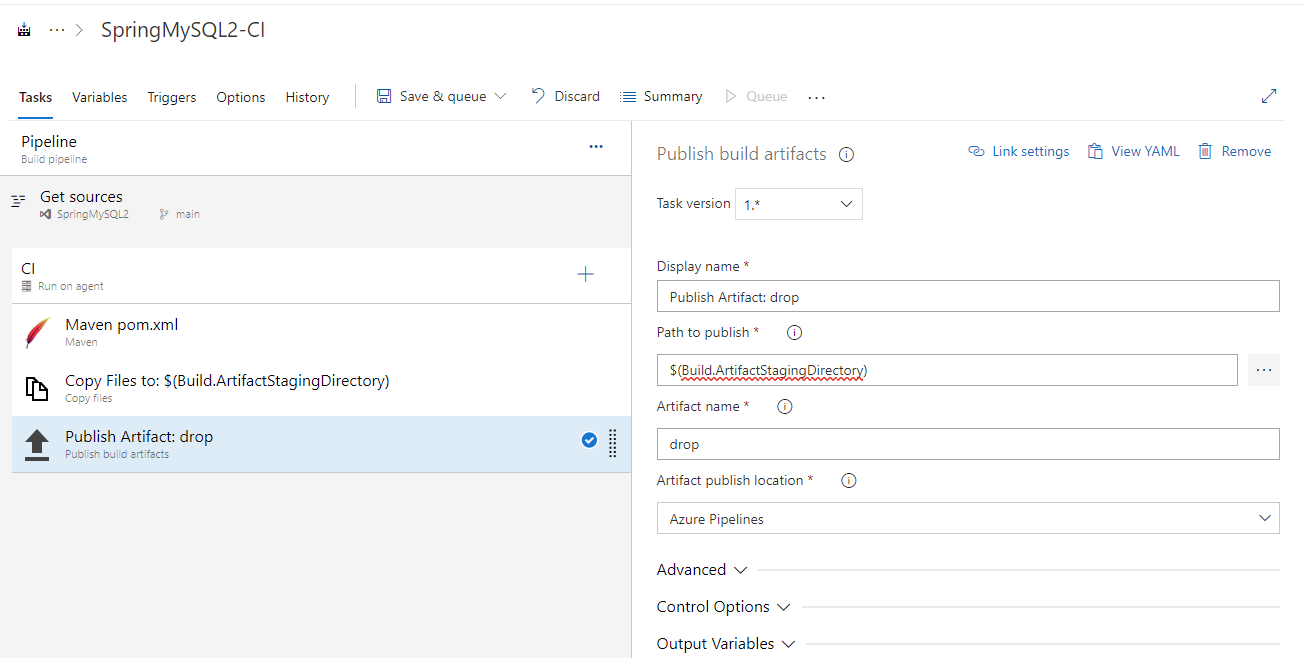 ... > SpringMySQL2-CI
Tasks Variables Triggers Options History Save & queue Discard Summary Queue ...
Pipeline
Build pipeline
...
Get sources
SpringMySQL2 main
CI
Run on agent
Maven pom.xml
Maven
Copy Files to: $(Build.ArtifactStagingDirectory)
Copy files
Publish Artifact: drop
Publish build artifacts
Publish build artifacts Link settings View YAML Remove
Task version 1.*
Display name *
Publish Artifact: drop
Path to publish *
$(Build.ArtifactStagingDirectory) ...
Artifact name *
drop
Artifact publish location *
Azure Pipelines
Advanced
Control Options
Output Variables